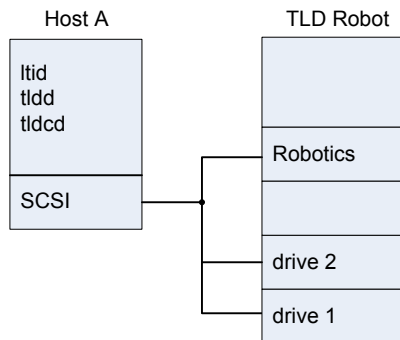 Host A
ltid
tldd
tldcd
SCSI
TLD Robot
Robotics
drive 2
drive 1